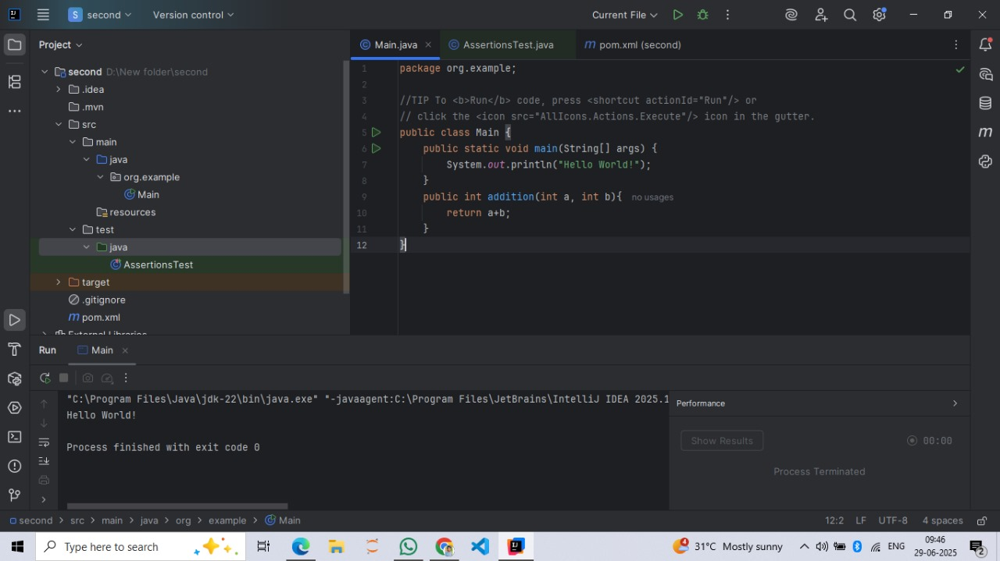 S second
Version control
Current File
Project
second D:\New folder\second
.idea
.mvn
src
main
java
org.example
Main
resources
test
java
AssertionsTest
target
.gitignore
m pom.xml
Main.java
AssertionsTest.java
m pom.xml (second)
1 package org.example;
2
3 //TIP To <b>Run</b> code, press <shortcut actionId="Run"/> or
4 // click the <icon src="AllIcons.Actions.Execute"/> icon in the gutter.
5 public class Main {
6 public static void main(String[] args) {
7 System.out.println("Hello World!");
8 }
9 public int addition(int a, int b){ no usages
10 return a+b;
11 }
12 }
Run
Main
"C:\Program Files\Java\jdk-22\bin\java.exe" "-javaagent:C:\Program Files\JetBrains\IntelliJ IDEA 2025.1
Hello World!
Process finished with exit code 0
Performance
Show Results
00:00
Process Terminated
second > src > main > java > org > example > Main
12:2 LF UTF-8 4 spaces
Type here to search
4 31°C Mostly sunny
ENG
09:46
29-06-2025
2